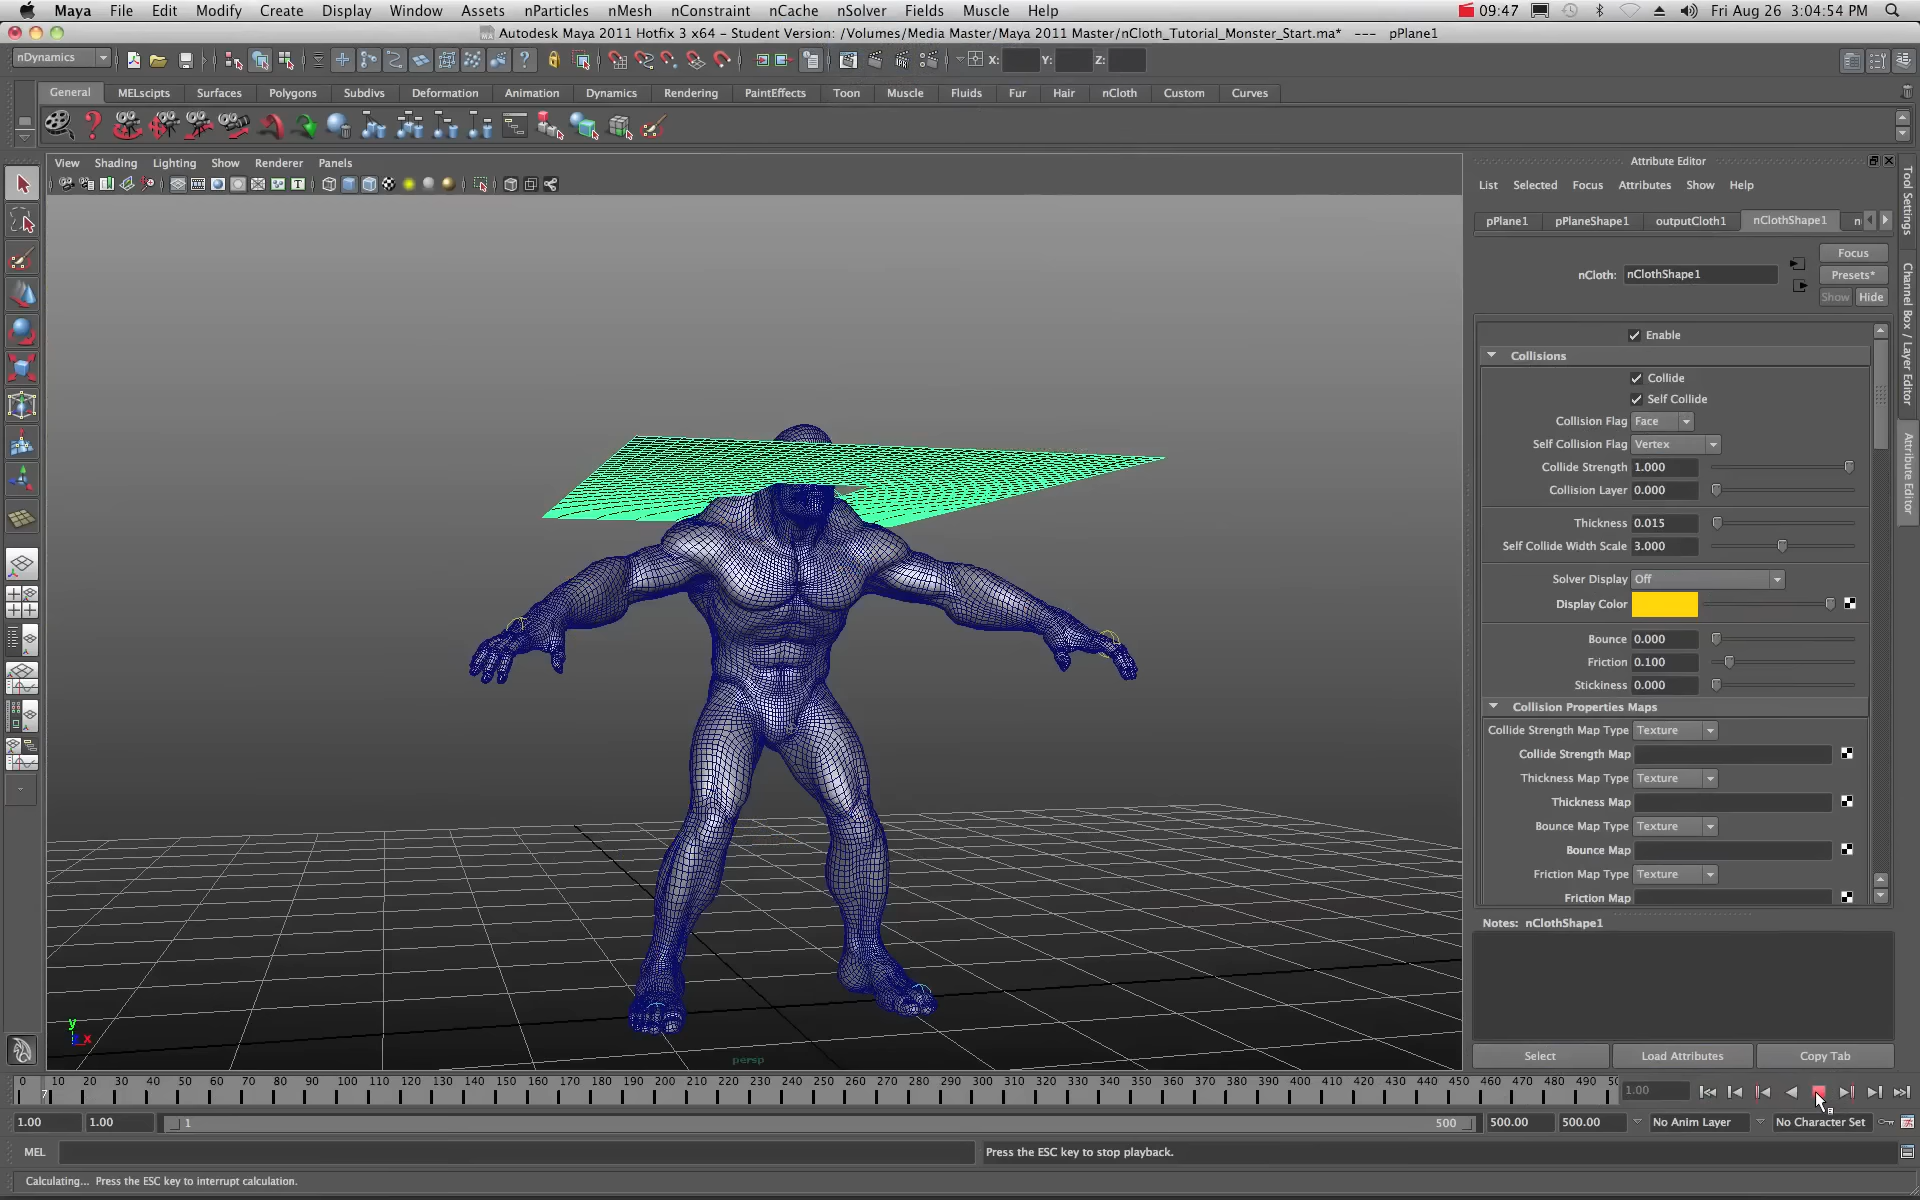 Maya File Edit Modify Create Display Window Assets nParticles nMesh nConstraint nCache nSolver Fields Muscle Help 09:47 Fri Aug 26 3:04:54 PM
Autodesk Maya 2011 Hotfix 3 x64 - Student Version: /Volumes/Media Master/Maya 2011 Master/nCloth_Tutorial_Monster_Start.ma* --- pPlane1
nDynamics X: Y: Z:
General MELscipts Surfaces Polygons Subdivs Deformation Animation Dynamics Rendering PaintEffects Toon Muscle Fluids Fur Hair nCloth Custom Curves
View Shading Lighting Show Renderer Panels
persp
y
x
Attribute Editor
List Selected Focus Attributes Show Help
pPlane1 pPlaneShape1 outputCloth1 nClothShape1 n
Focus
nCloth: nClothShape1 Presets*
Show Hide
Enable
Collisions
Collide
Self Collide
Collision Flag Face
Self Collision Flag Vertex
Collide Strength 1.000
Collision Layer 0.000
Thickness 0.015
Self Collide Width Scale 3.000
Solver Display Off
Display Color
Bounce 0.000
Friction 0.100
Stickiness 0.000
Collision Properties Maps
Collide Strength Map Type Texture
Collide Strength Map
Thickness Map Type Texture
Thickness Map
Bounce Map Type Texture
Bounce Map
Friction Map Type Texture
Friction Map
Notes: nClothShape1
Select Load Attributes Copy Tab
Tool Settings
Channel Box / Layer Editor
Attribute Editor
0 10 20 30 40 50 60 70 80 90 100 110 120 130 140 150 160 170 180 190 200 210 220 230 240 250 260 270 280 290 300 310 320 330 340 350 360 370 380 390 400 410 420 430 440 450 460 470 480 490 50 1.00
7
1.00 1.00 1 500 500.00 500.00 No Anim Layer No Character Set
MEL Press the ESC key to stop playback.
Calculating... Press the ESC key to interrupt calculation.